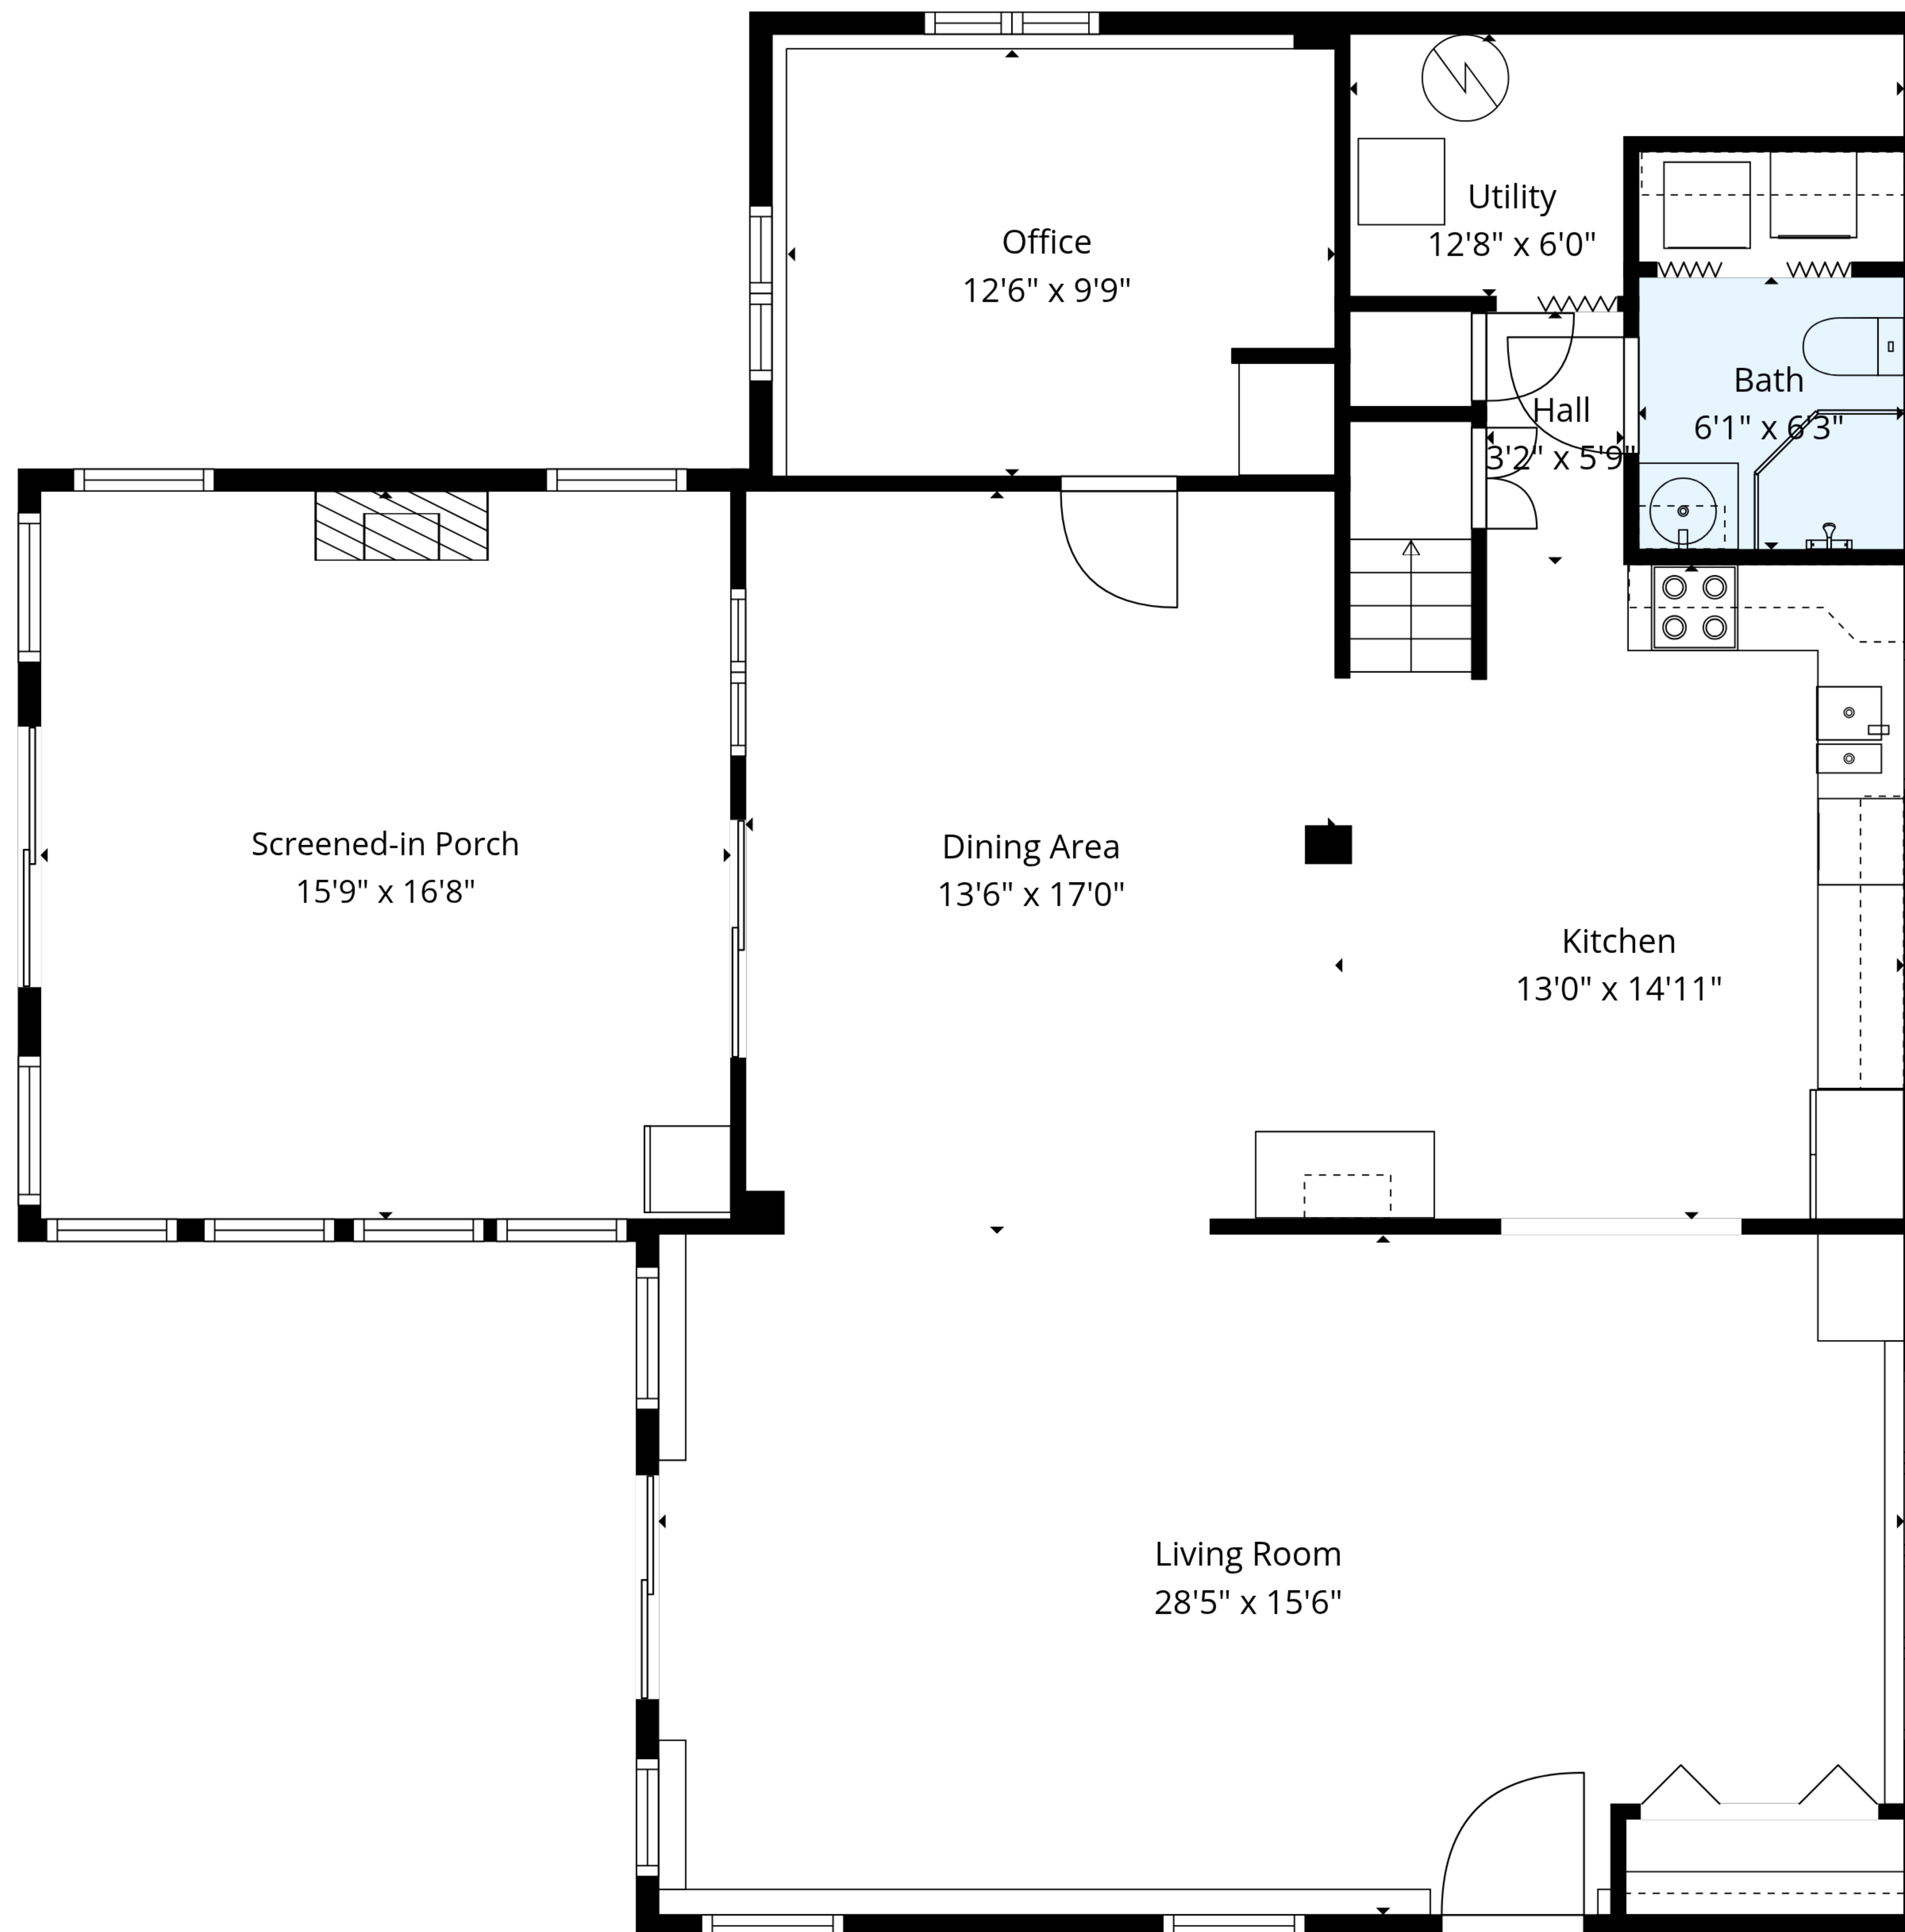 Utility
12'8" x 6'0"
Office
12'6" x 9'9"
Bath
6'1" x 6'3"
Hall
3'2" x 5'9"
Screened-in Porch
15'9" x 16'8"
Dining Area
13'6" x 17'0"
Kitchen
13'0" x 14'11"
Living Room
28'5" x 15'6"